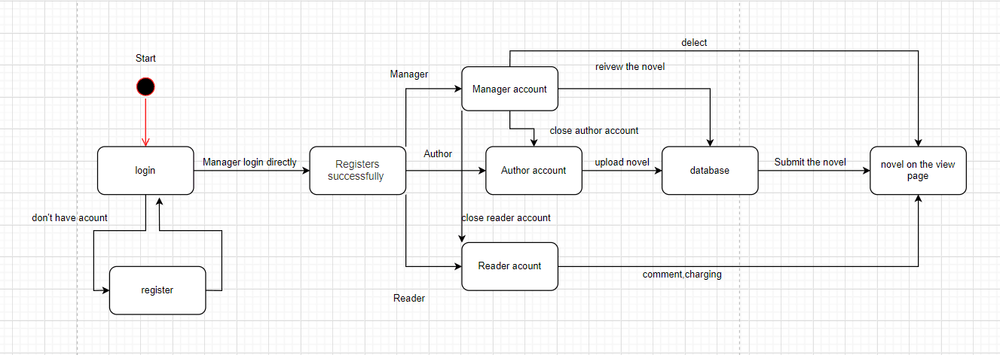 delect
Start
reivew the novel
Manager
Manager account
close author account
Author
login
Manager login directly
Registers
successfully
Author account
upload novel
database
Submit the novel
novel on the view
page
don't have acount
close reader account
Reader acount
comment,charging
register
Reader